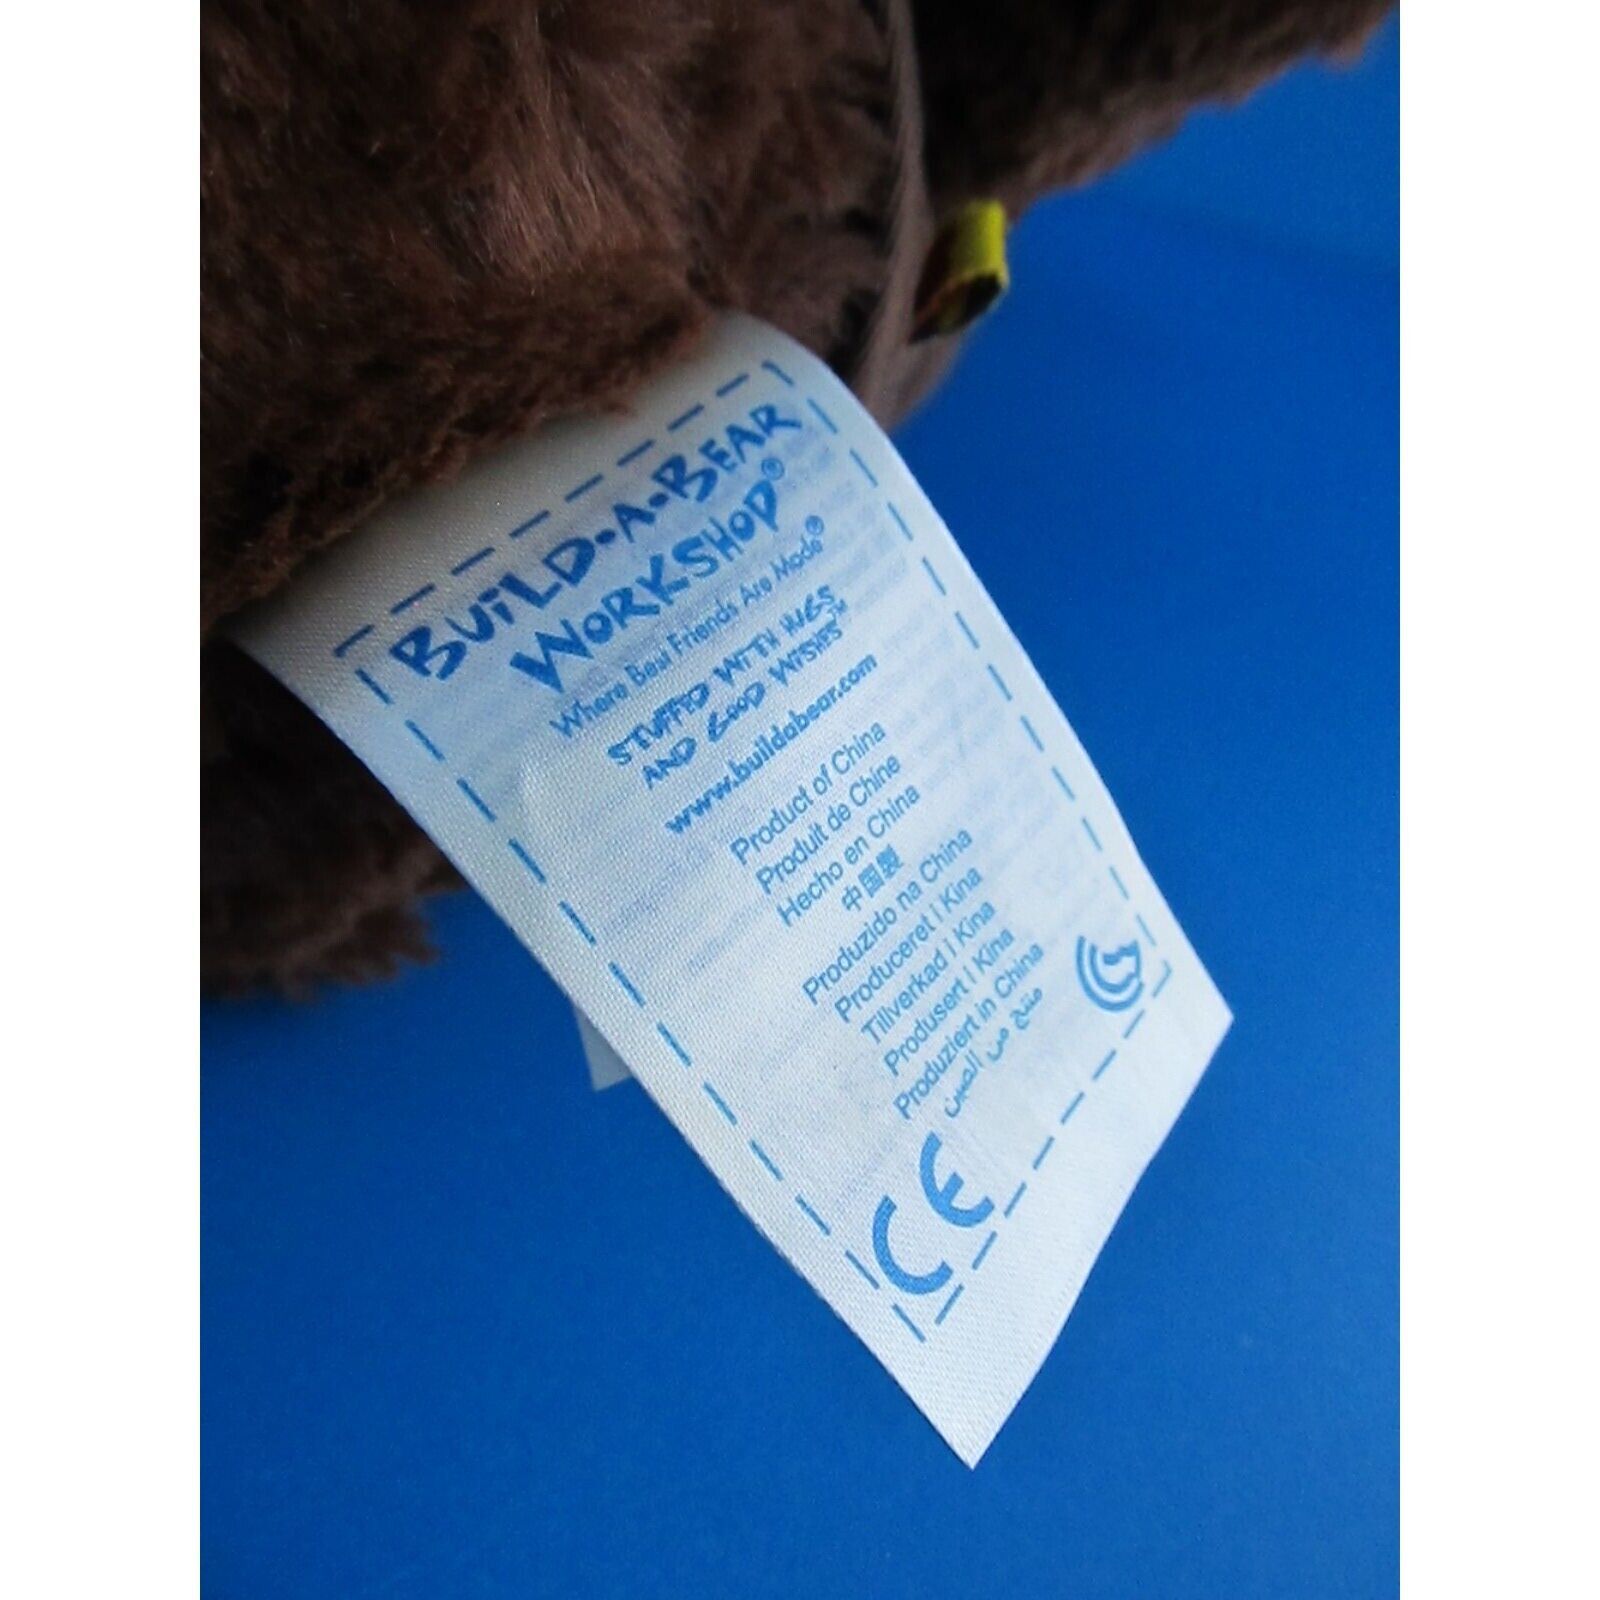 BUILD-A-BEAR
WORKSHOP®
Where Best Friends Are Made®
STUFFED WITH HUGS
AND GOOD WISHES™
www.buildabear.com
Product of China
Produit de Chine
Hecho en China
中国製
Produzido na China
Produceret i Kina
Tillverkad i Kina
Produsert i Kina
Produziert in China
منتج من الصين
CE